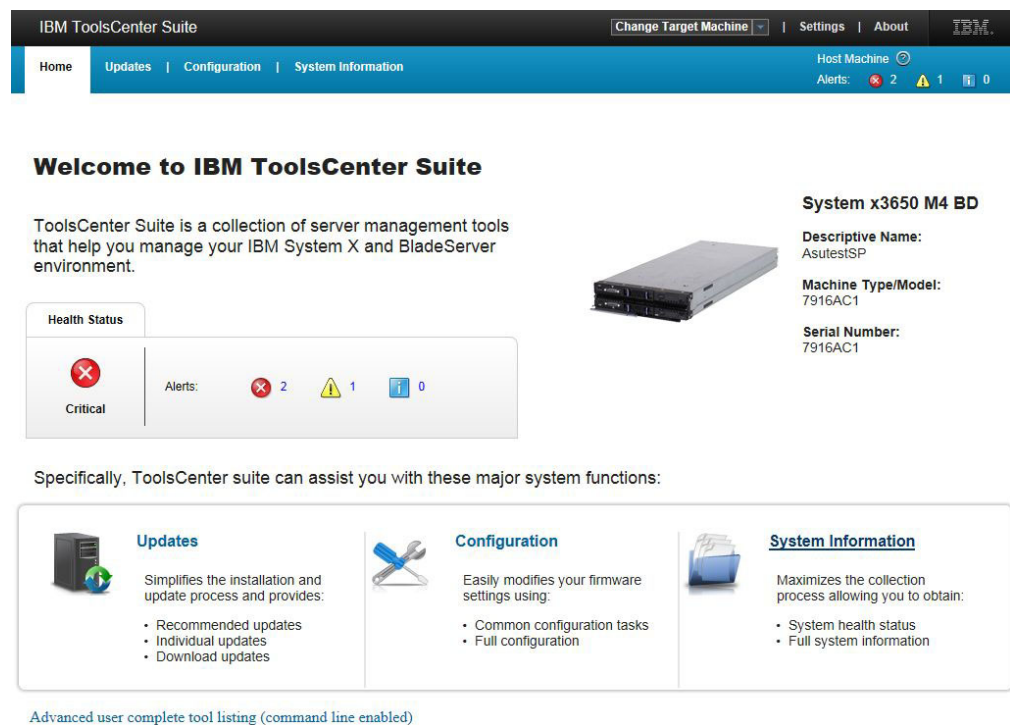 IBM ToolsCenter Suite
Change Target Machine | Settings | About IBM.
Home Updates | Configuration | System Information
Host Machine ?
Alerts: 2 1 i 0
Welcome to IBM ToolsCenter Suite
ToolsCenter Suite is a collection of server management tools
that help you manage your IBM System X and BladeServer
environment.
System x3650 M4 BD
Descriptive Name:
AsutestSP
Machine Type/Model:
7916AC1
Serial Number:
7916AC1
Health Status
Critical
Alerts: 2 1 i 0
Specifically, ToolsCenter suite can assist you with these major system functions:
Updates
Simplifies the installation and
update process and provides:
• Recommended updates
• Individual updates
• Download updates
Configuration
Easily modifies your firmware
settings using:
• Common configuration tasks
• Full configuration
System Information
Maximizes the collection
process allowing you to obtain:
• System health status
• Full system information
Advanced user complete tool listing (command line enabled)